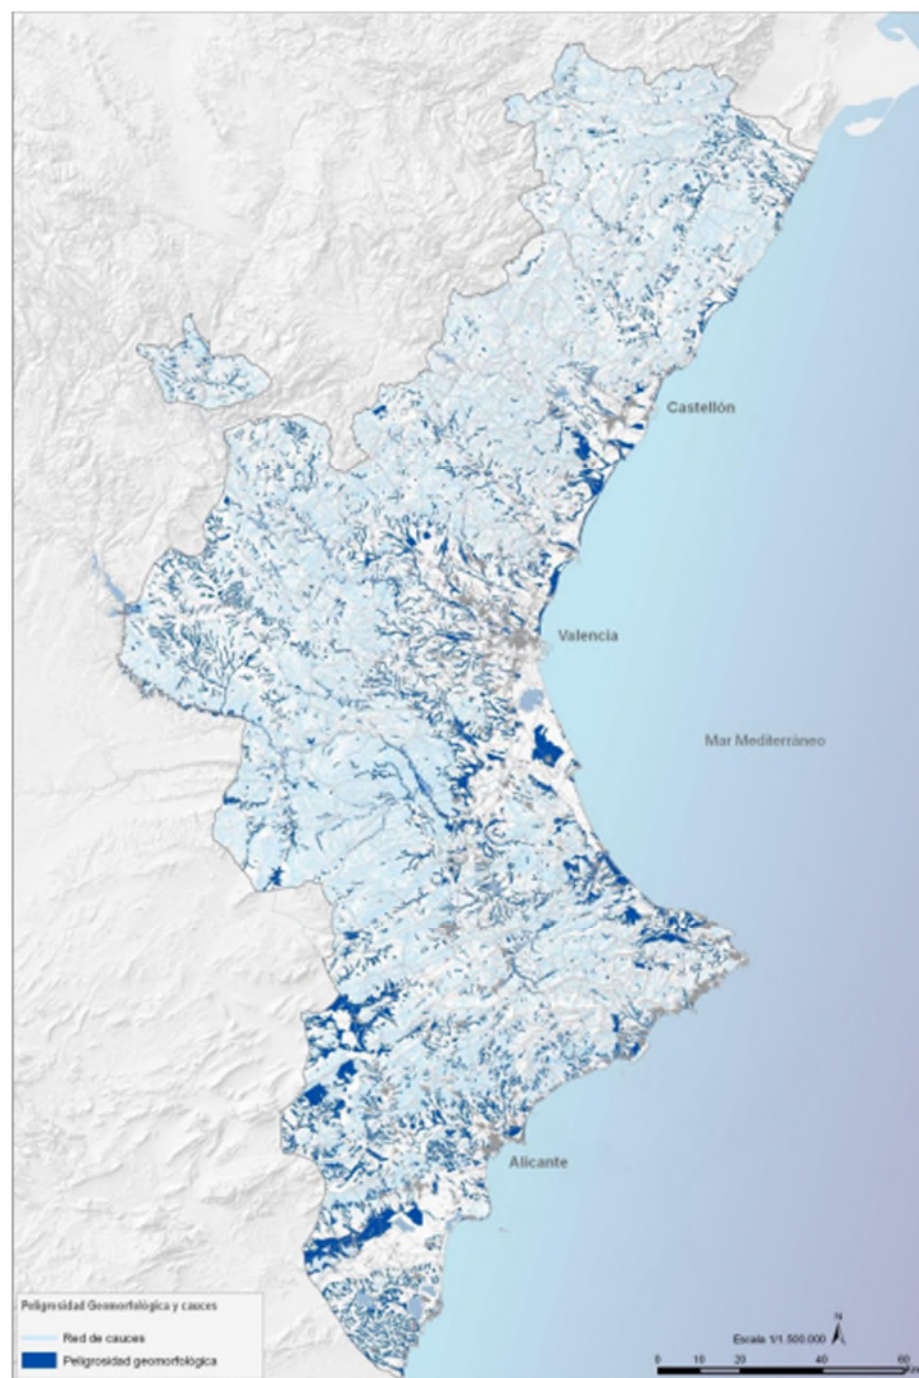 Castellón
Valencia
Mar Mediterráneo
Alicante
Peligrosidad Geomorfológica y cauces
Red de cauces
Peligrosidad geomorfológica
N
Escala 1/1.500.000
0 10 20 40 60